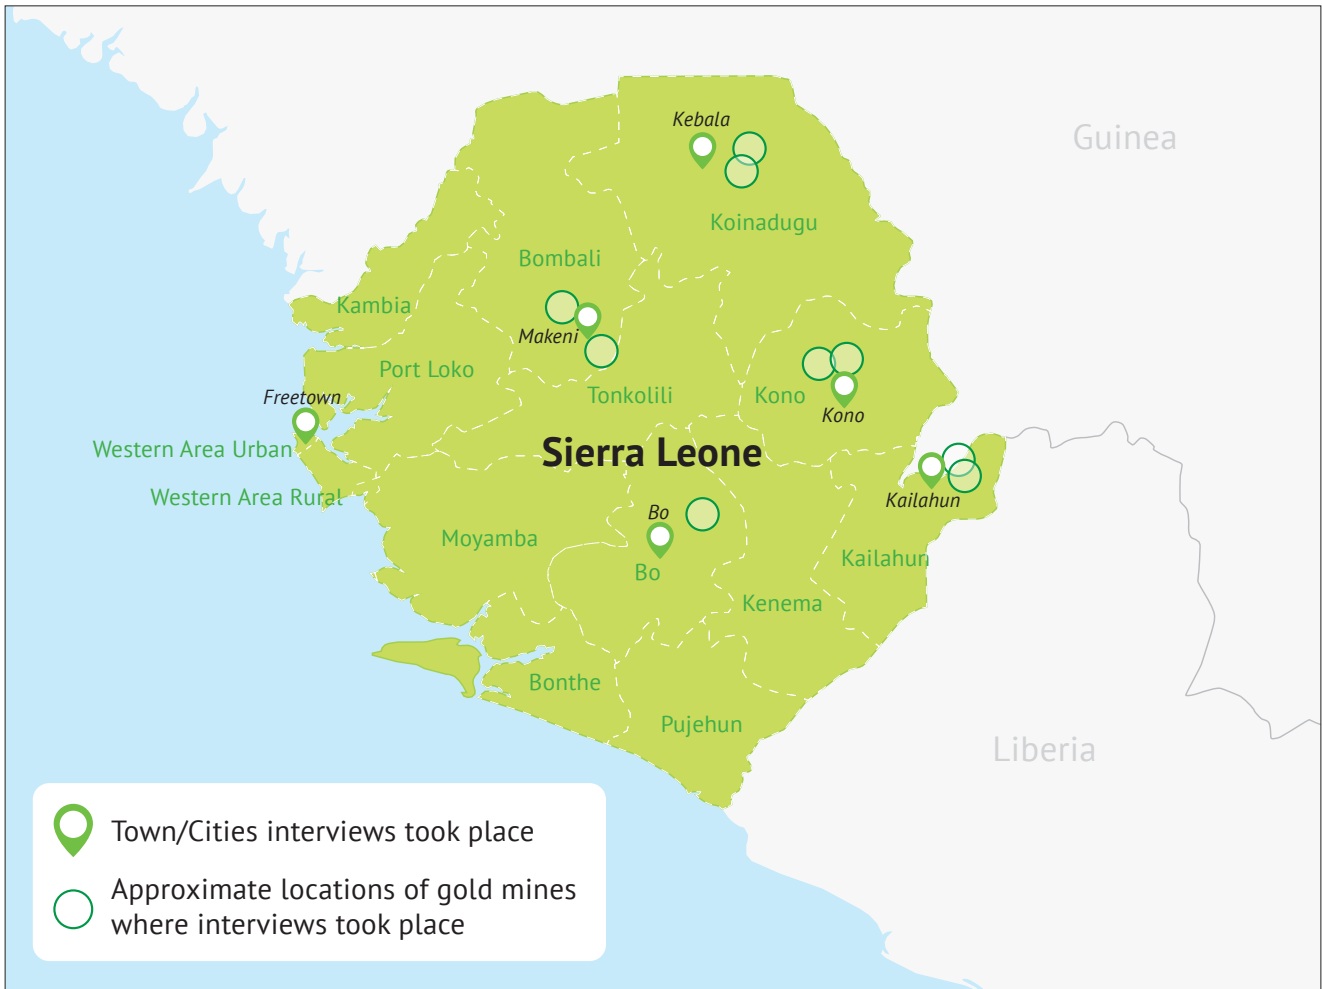 Kebala
Guinea
Koinadugu
Bombali
Kambia
Makeni
Port Loko
Tonkolili
Kono
Kono
Freetown
Western Area Urban
Sierra Leone
Western Area Rural
Kailahun
Bo
Moyamba
Kailahun
Bo
Kenema
Bonthe
Pujehun
Liberia
Town/Cities interviews took place
Approximate locations of gold mines
where interviews took place